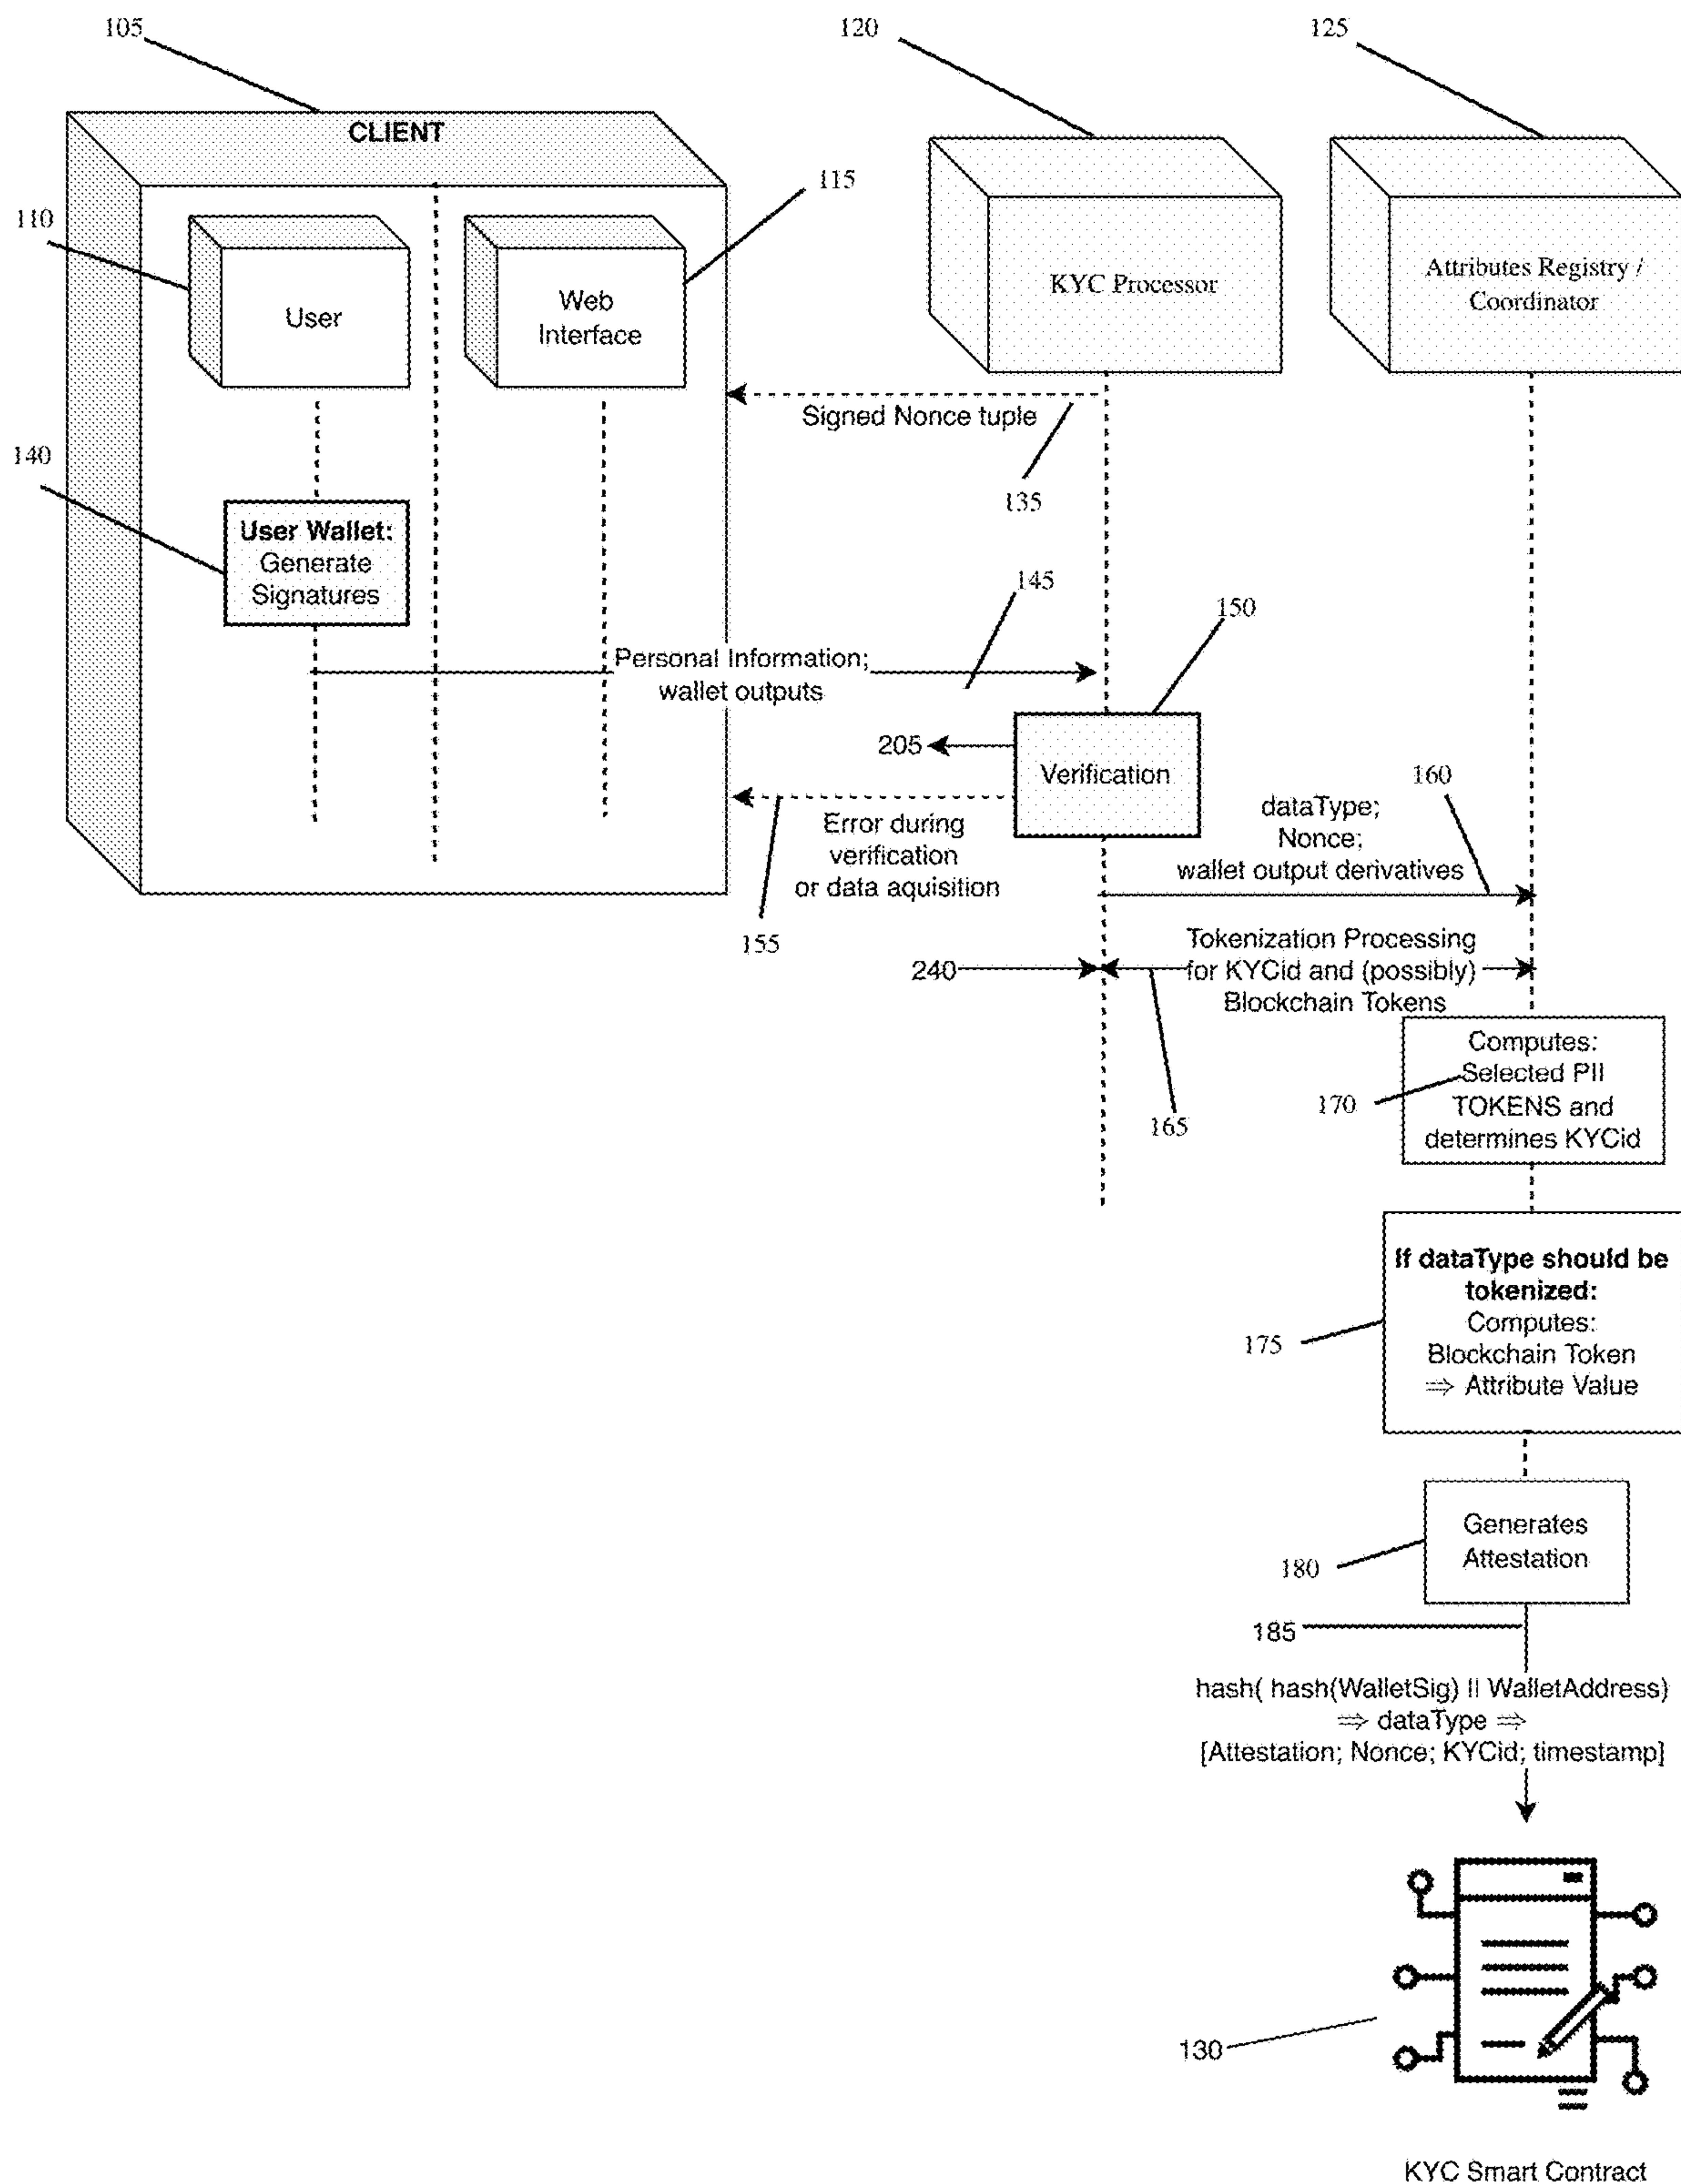 105
120
125
CLIENT
115
110
User
Web
Interface
KYC Processor
Attributes Registry /
Coordinator
Signed Nonce tuple
135
140
User Wallet:
Generate
Signatures
145
150
Personal Information;
wallet outputs
205
Verification
160
dataType;
Nonce;
wallet output derivatives
Error during
verification
or data aquisition
155
240
Tokenization Processing
for KYCid and (possibly)
Blockchain Tokens
165
Computes:
Selected PII
TOKENS and
determines KYCid
170
If dataType should be
tokenized:
Computes:
Blockchain Token
⇒ Attribute Value
175
Generates
Attestation
180
185
hash( hash(WalletSig) || WalletAddress)
⇒ dataType ⇒
[Attestation; Nonce; KYCid; timestamp]
130
KYC Smart Contract